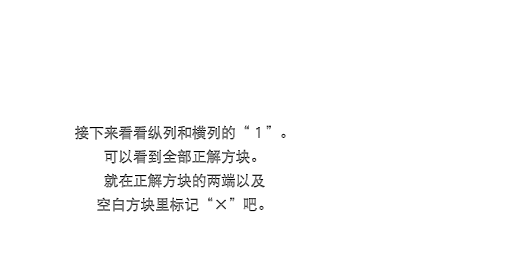 接下来看看纵列和横列的“１”。
可以看到全部正解方块。
就在正解方块的两端以及
空白方块里标记“×”吧。